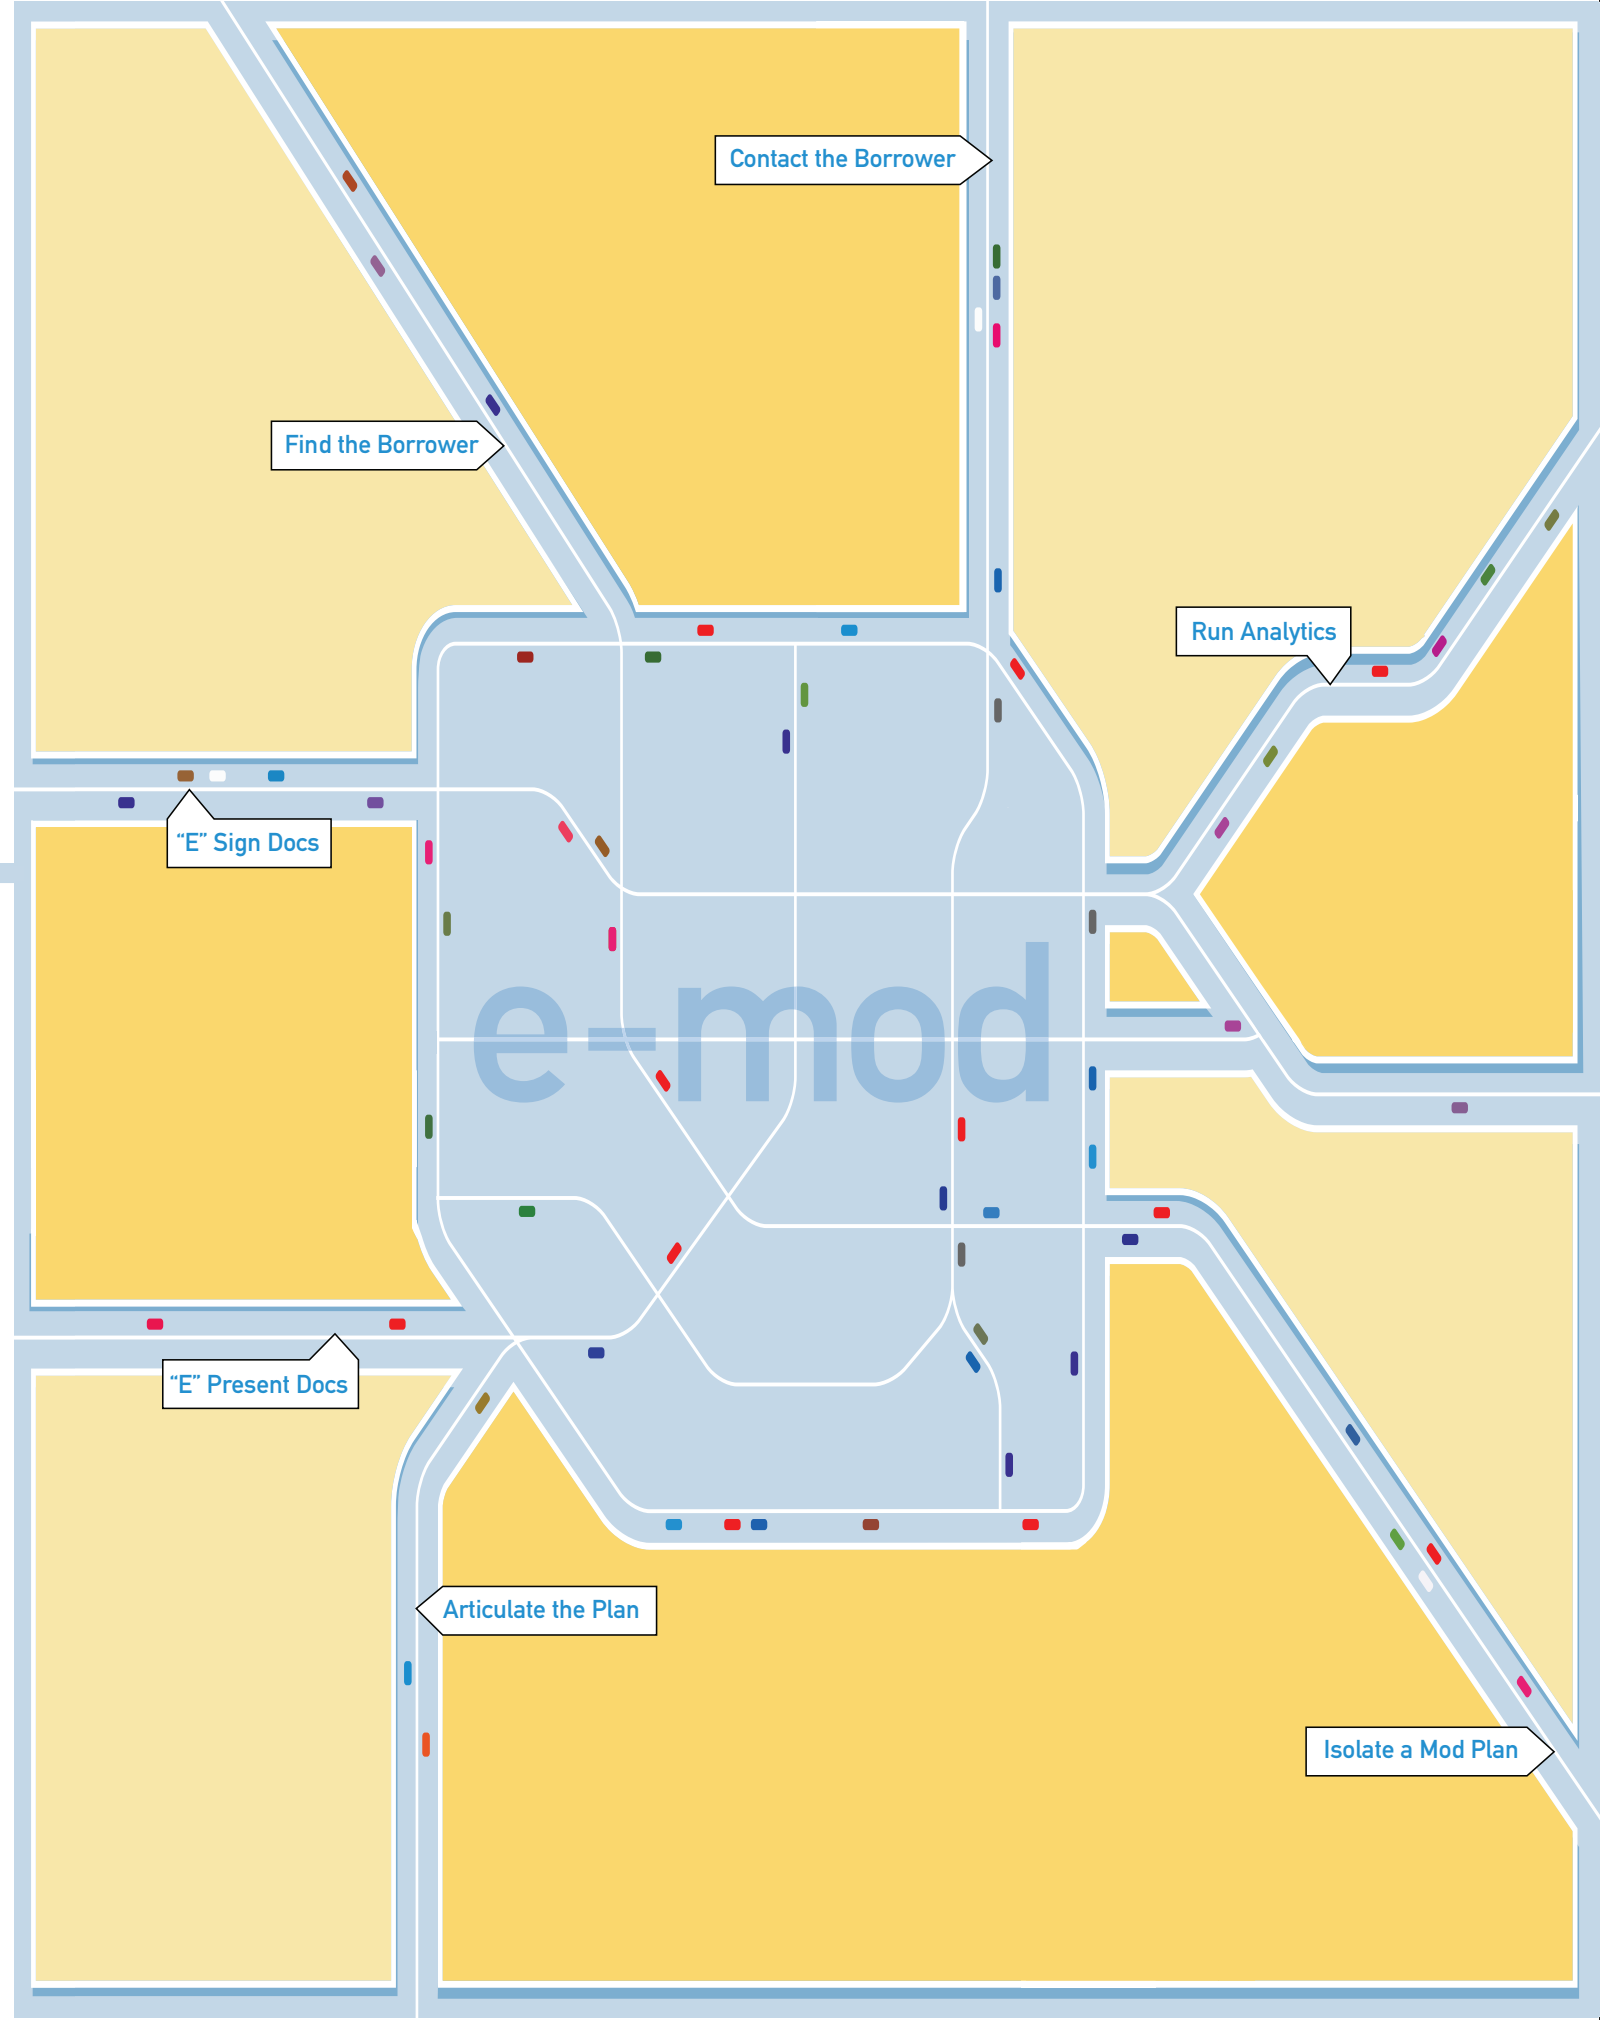 Contact the Borrower
Find the Borrower
Run Analytics
“E” Sign Docs
e-mod
“E” Present Docs
Articulate the Plan
Isolate a Mod Plan